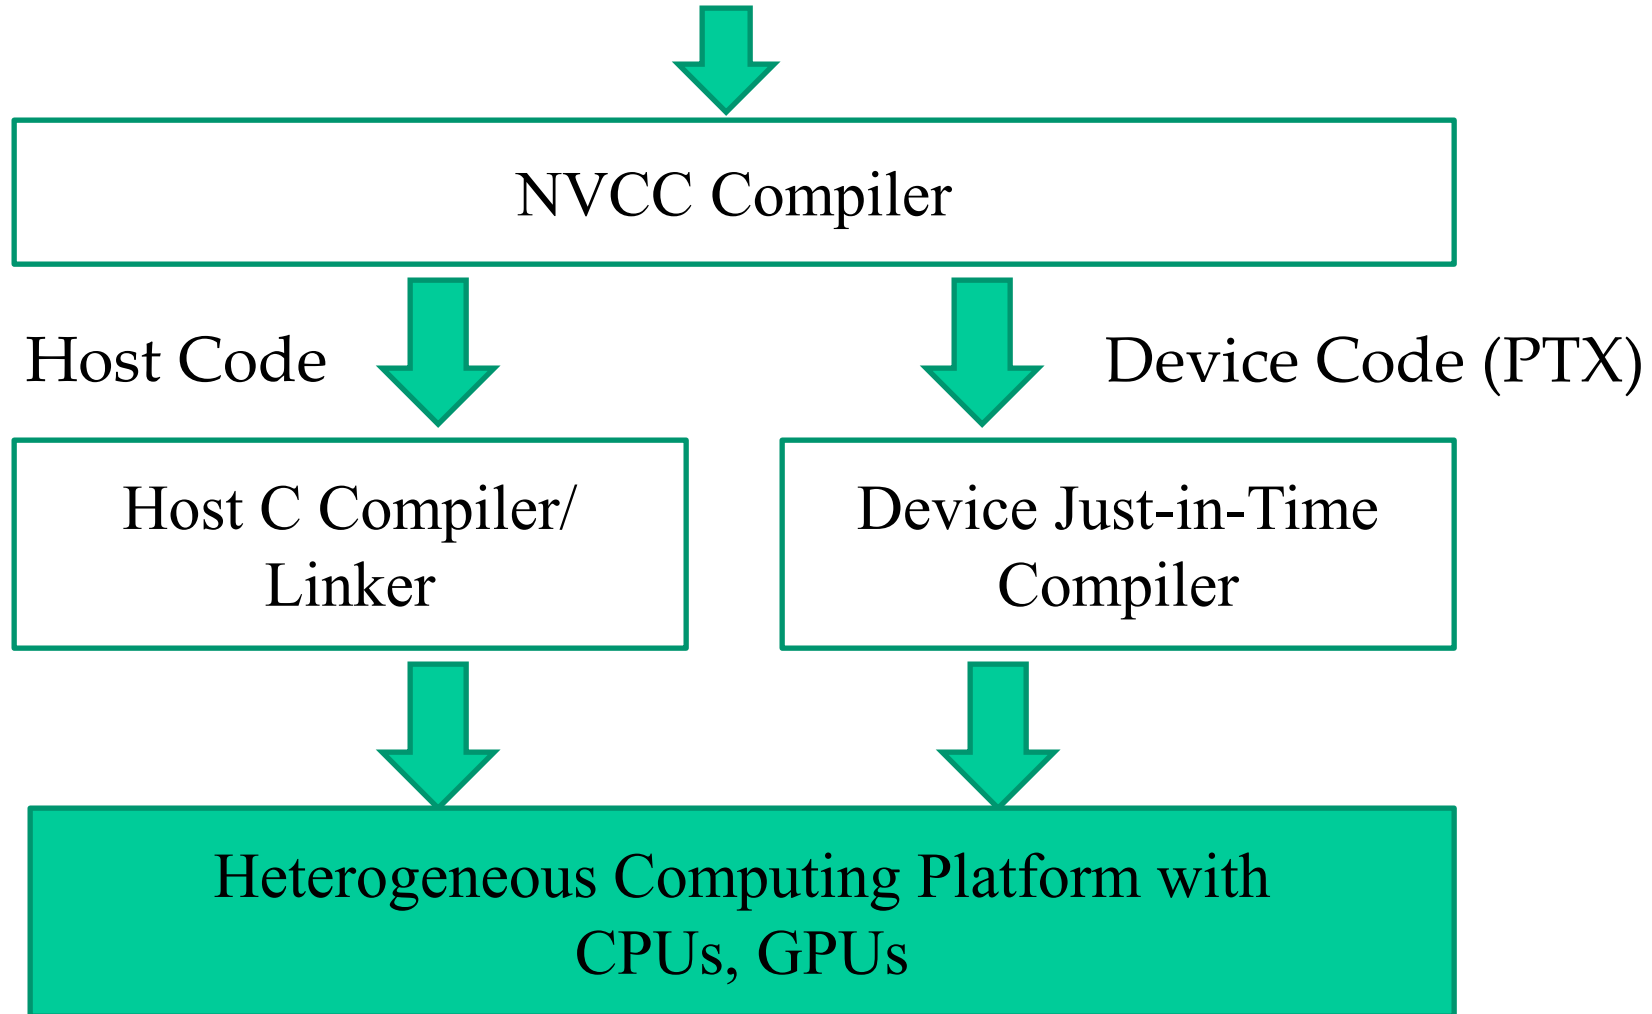 NVCC Compiler
Host Code
Device Code (PTX)
Host C Compiler/
Linker
Device Just-in-Time
Compiler
Heterogeneous Computing Platform with
CPUs, GPUs